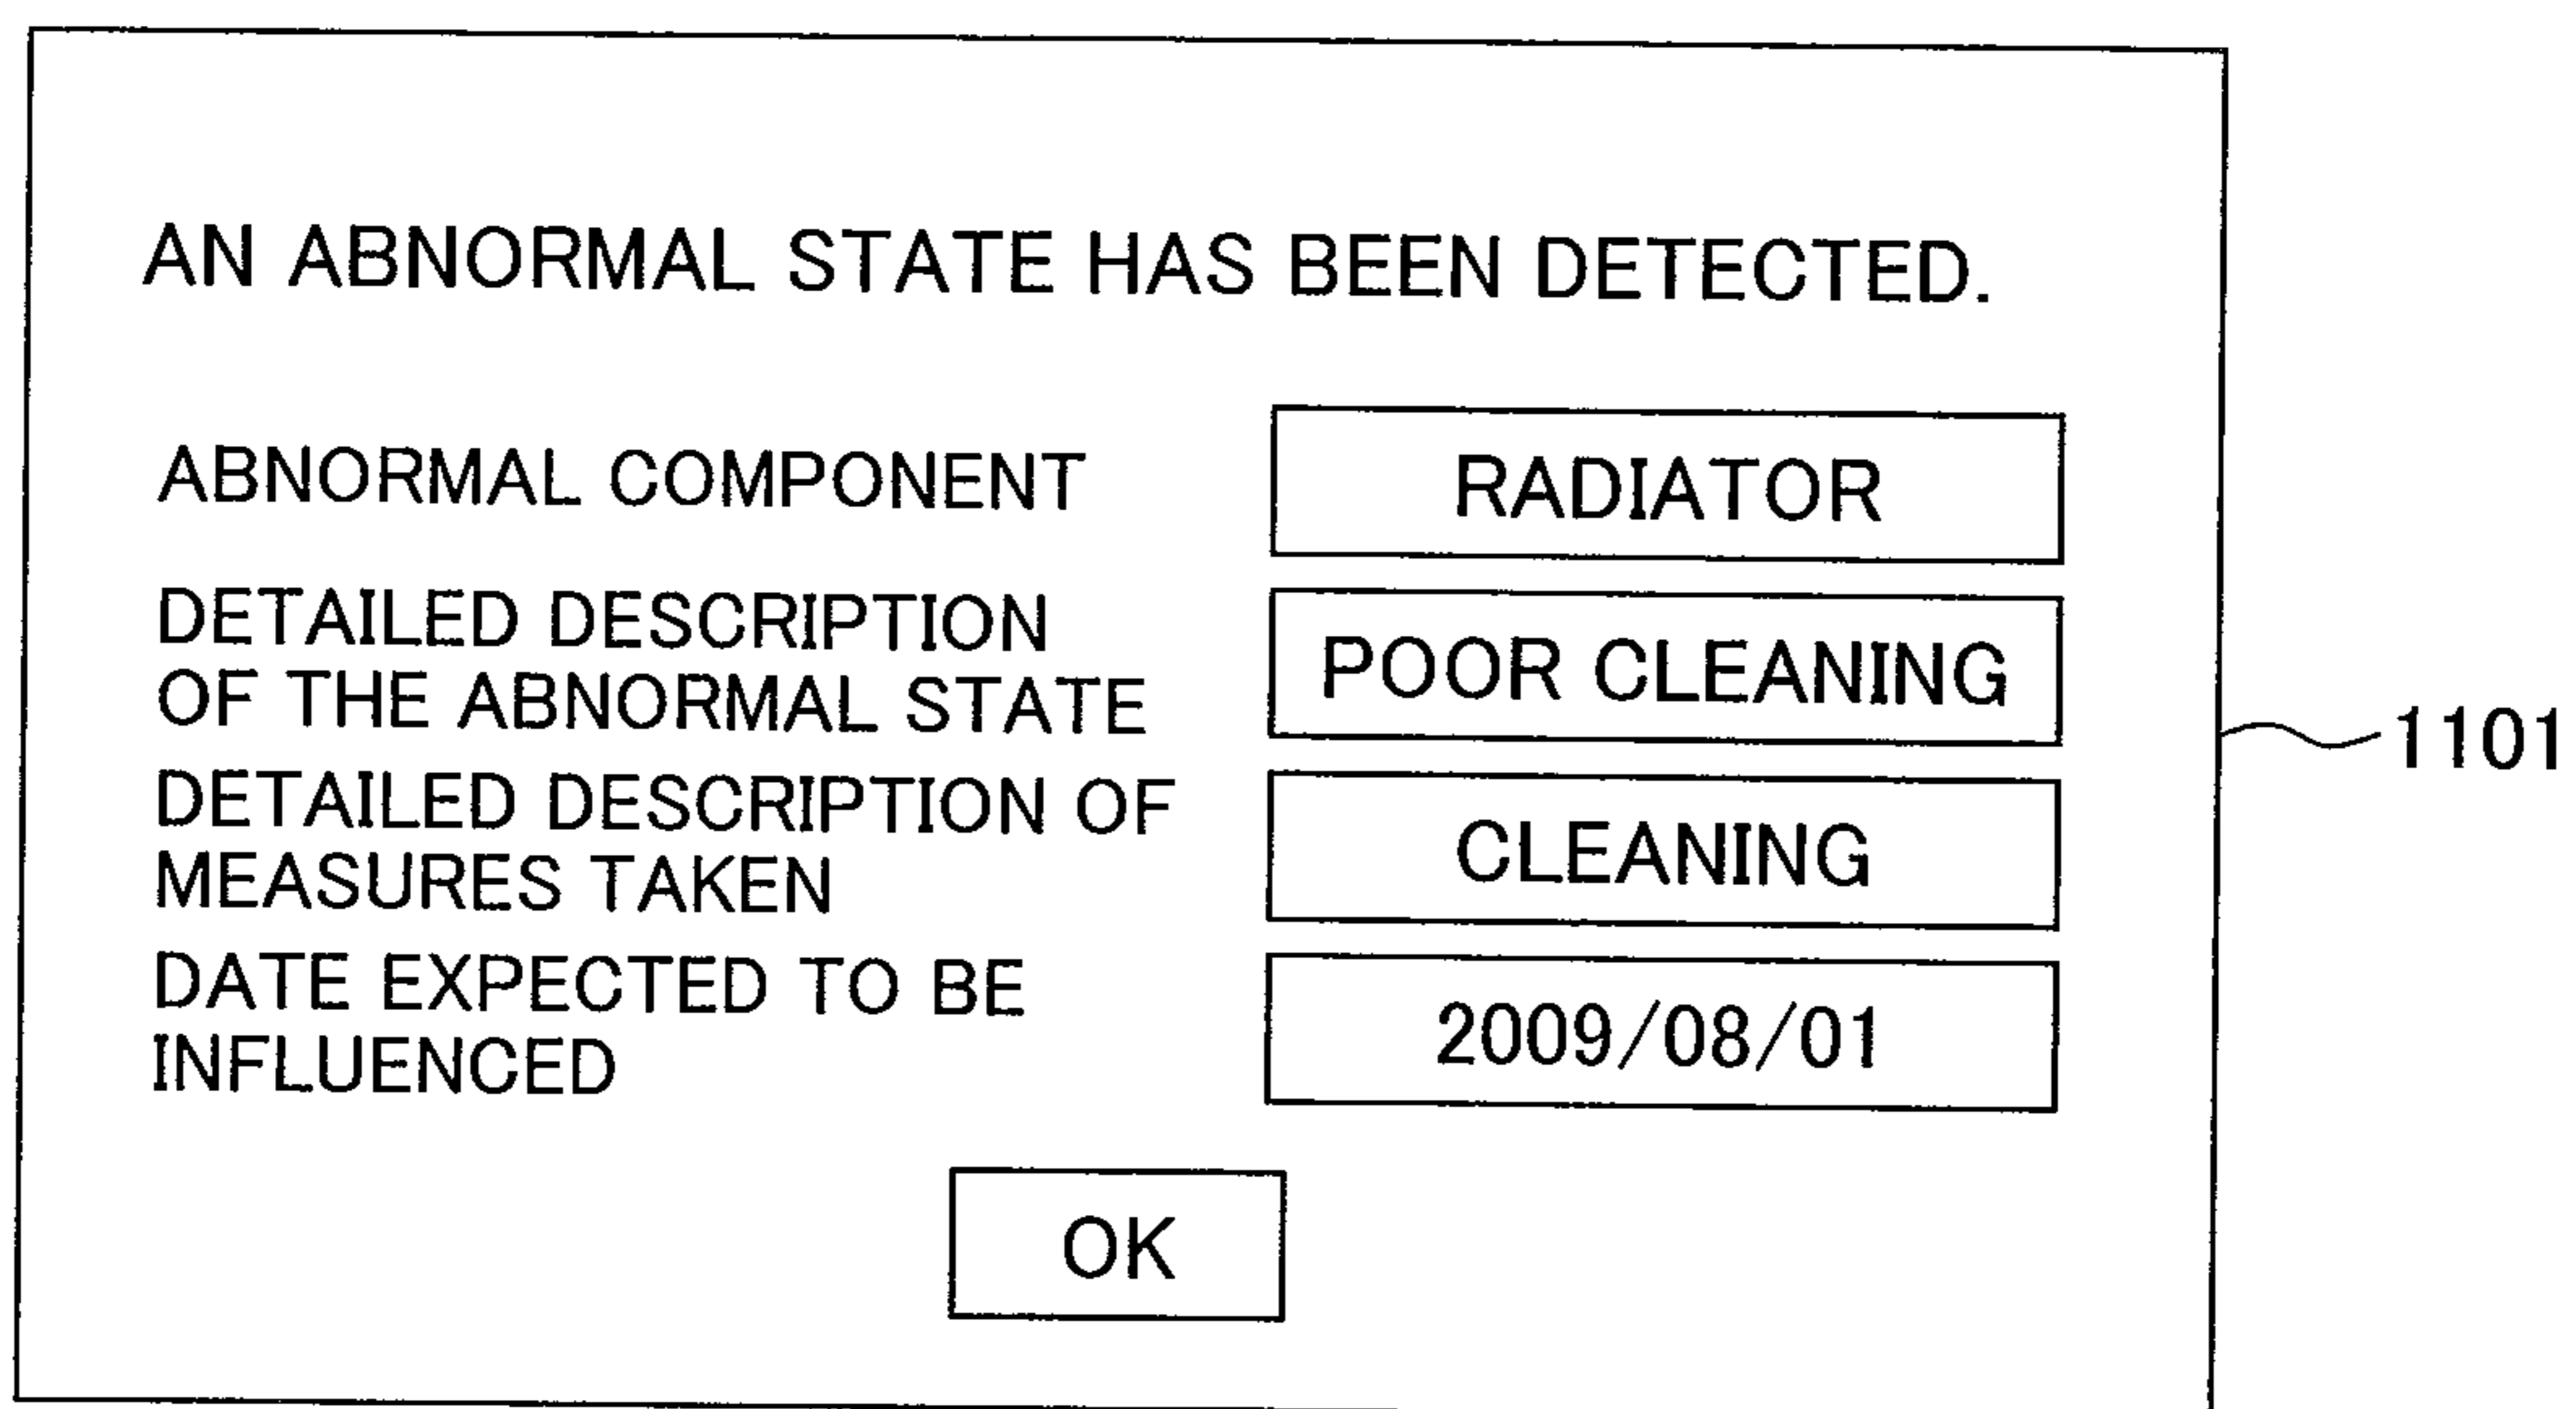 AN ABNORMAL STATE HAS BEEN DETECTED.
ABNORMAL COMPONENT
RADIATOR
DETAILED DESCRIPTION
OF THE ABNORMAL STATE
POOR CLEANING
DETAILED DESCRIPTION OF
MEASURES TAKEN
CLEANING
DATE EXPECTED TO BE
INFLUENCED
2009/08/01
OK
1101